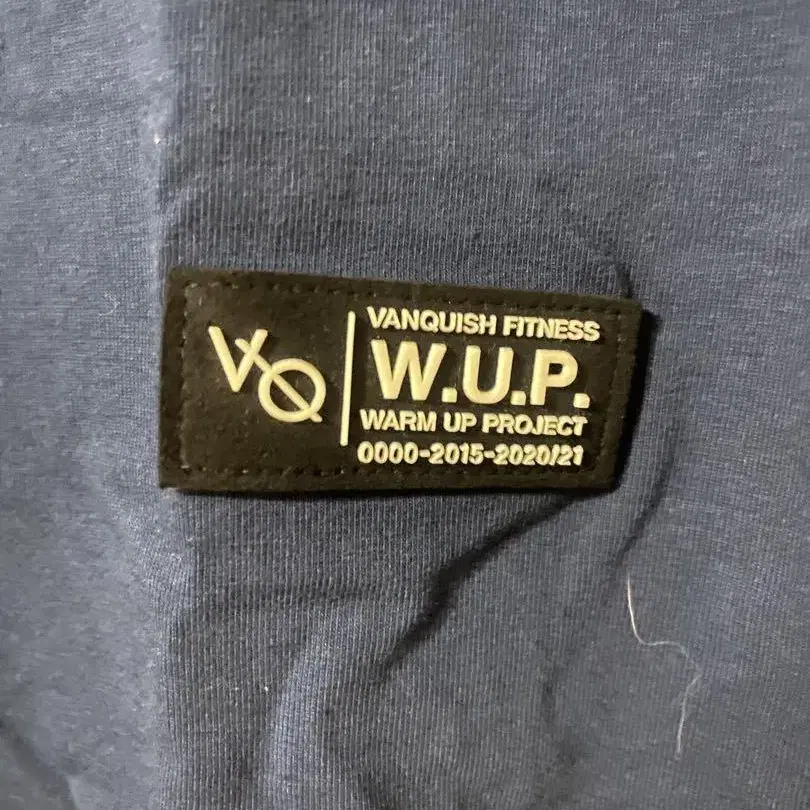 VQ
VANQUISH FITNESS
W.U.P.
WARM UP PROJECT
0000-2015-2020/21